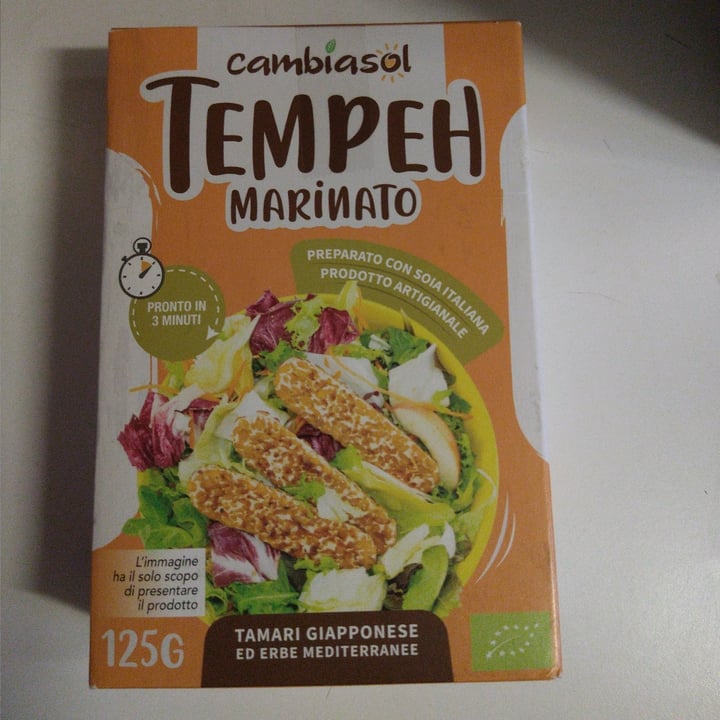 cambiasol
TEMPEH
MARINATO
PREPARATO CON SOIA ITALIANA
PRODOTTO ARTIGIANALE
PRONTO IN
3 MINUTI
L'immagine
ha il solo scopo
di presentare
il prodotto
125G
TAMARI GIAPPONESE
ED ERBE MEDITERRANEE